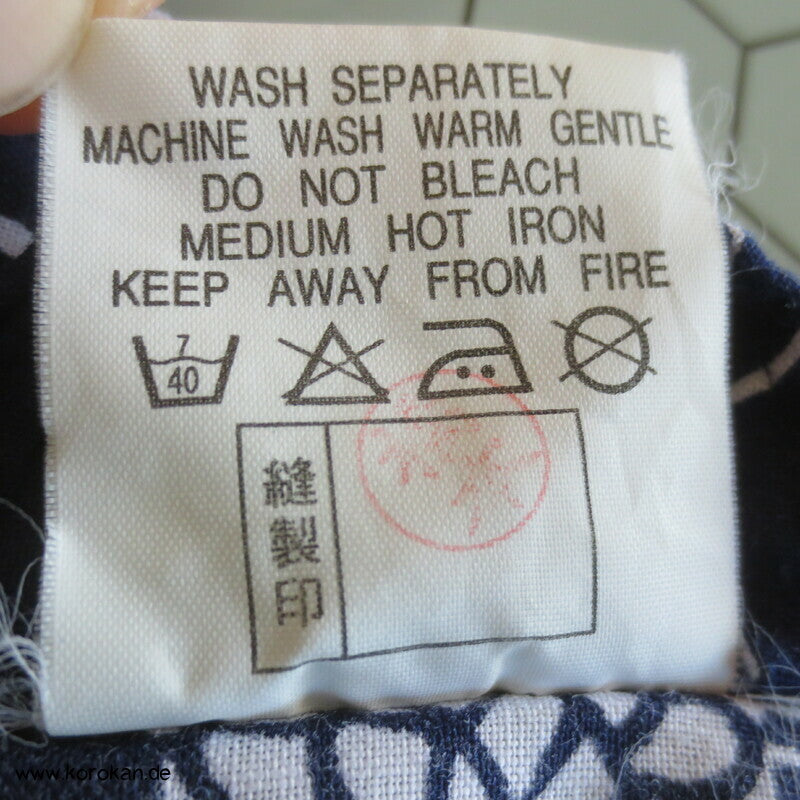 WASH SEPARATELY
MACHiNE WASH WARM GENTLE
DO NOT BLEACH
MEDIUM HOT IRON
KEEP AWAY FROM FIRE
7
40
縫製印
www.korokan.de